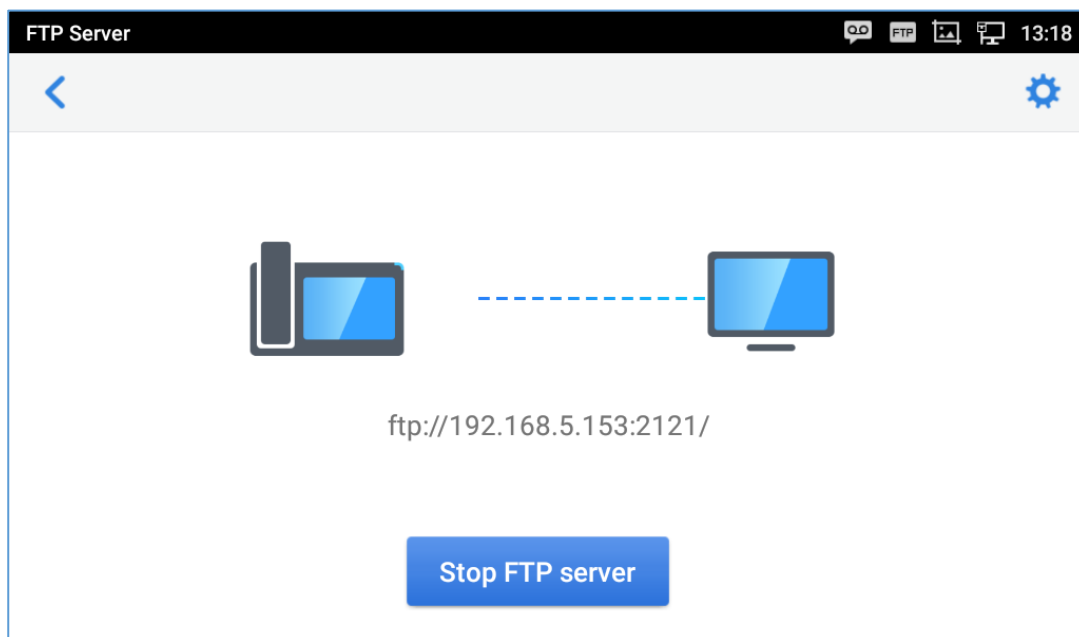 FTP Server
FTP
13:18
ftp://192.168.5.153:2121/
Stop FTP server